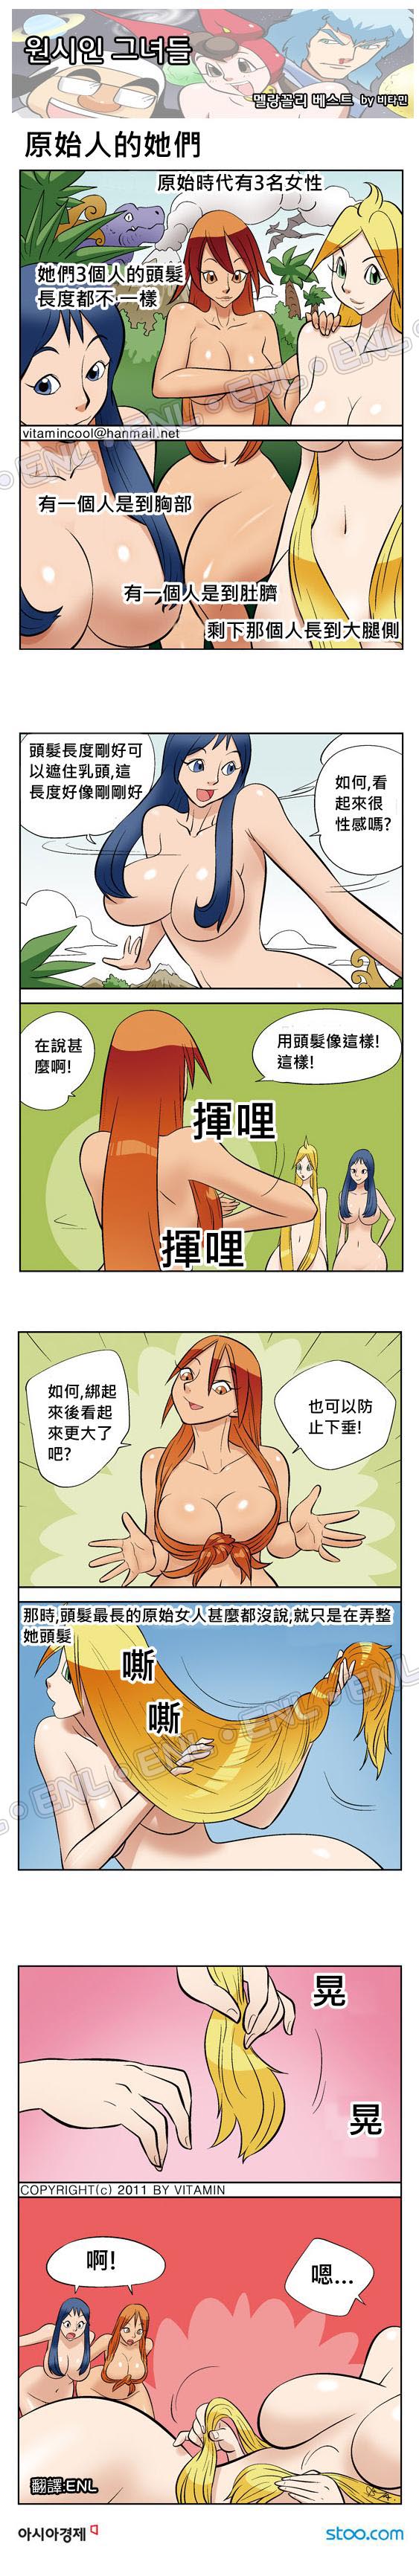 원시인 그녀들
멜랑꼴리 베스트 by 비타민
原始人的她們
原始時代有3名女性
她們3個人的頭髮
長度都不一樣
vitamincool@hanmail.net
有一個人是到胸部
有一個人是到肚臍
剩下那個人長到大腿側
頭髮長度剛好可
以遮住乳頭,這
長度好像剛剛好
如何,看
起來很
性感嗎?
在說甚
麼啊!
用頭髮像這樣!
這樣!
揮哩
揮哩
如何,綁起
來後看起
來更大了
吧?
也可以防
止下垂!
那時,頭髮最長的原始女人甚麼都沒說,就只是在弄整
她頭髮
嘶
嘶
晃
晃
COPYRIGHT(c) 2011 BY VITAMIN
啊!
嗯...
翻譯:ENL
아시아경제
stoo.com
ENL
ENL
ENL
ENL
ENL
ENL
ENL
ENL